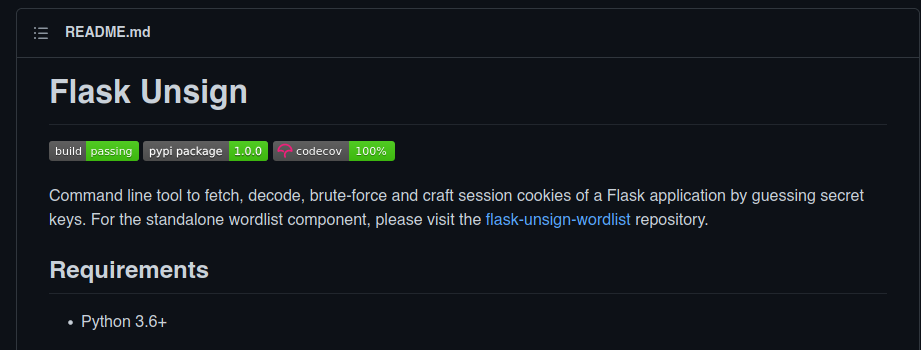 README.md
Flask Unsign
build passing pypi package 1.0.0 codecov 100%
Command line tool to fetch, decode, brute-force and craft session cookies of a Flask application by guessing secret
keys. For the standalone wordlist component, please visit the flask-unsign-wordlist repository.
Requirements
• Python 3.6+